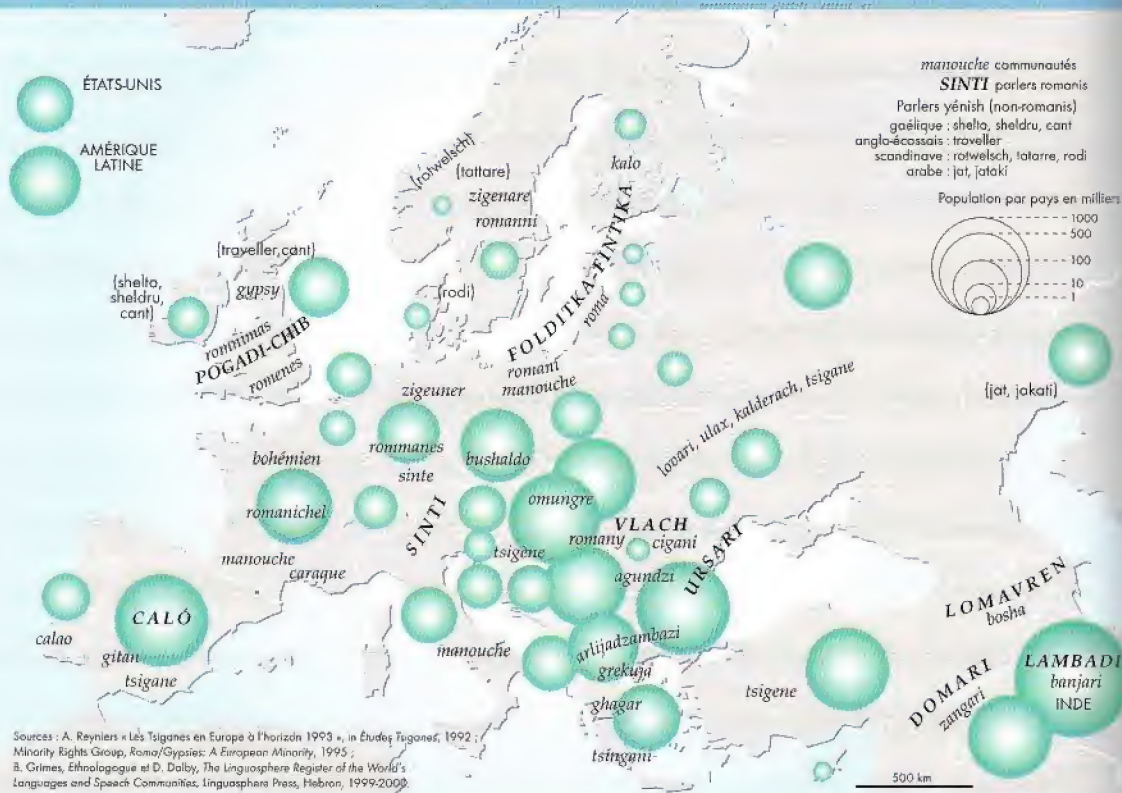 ÉTATS-UNIS
AMÉRIQUE
LATINE
manouche communautés
SINTI parlers romanis
Parlers yénish (non-romanis)
gaélique : shelta, sheldru, cant
anglo-écossais : traveller
scandinave : rotwelsch, tatarre, rodi
arabe : jat, jataki
Population par pays en milliers
1000
500
100
10
1
(rotwelsch)
(tattare)
zigenare
romanni
kalo
(traveller, cant)
gypsy
(shelta,
sheldru,
cant)
romnimas
POGADI-CHIB
romenes
(rodi)
FOLDITKA-FINTIKA
roma
romani
manouche
zigeuner
(jat, jakati)
lovari, ulax, kalderach, tsigane
rommanes
sinte
bushaldo
bohémien
romanichel
manouche
caraque
SINTI
omungre
VLACH
romany
cigani
tsigène
agundzi
URSARI
CALÓ
calao
gitan
tsigane
manouche
arlijadzambazi
grekuja
ghagar
tsingani
tsigene
LOMAVREN
bosha
DOMARI
zangari
LAMBADI
banjari
INDE
500 km
Sources : A. Reyniers « Les Tsiganes en Europe à l'horizon 1993 », in Études Tsiganes, 1992 ;
Minority Rights Group, Roma/Gypsies: A European Minority, 1995 ;
B. Grimes, Ethnologogue et D. Dalby, The Linguosphere Register of the World's
Languages and Speech Communities, Linguosphere Press, Hebron, 1999-2000.